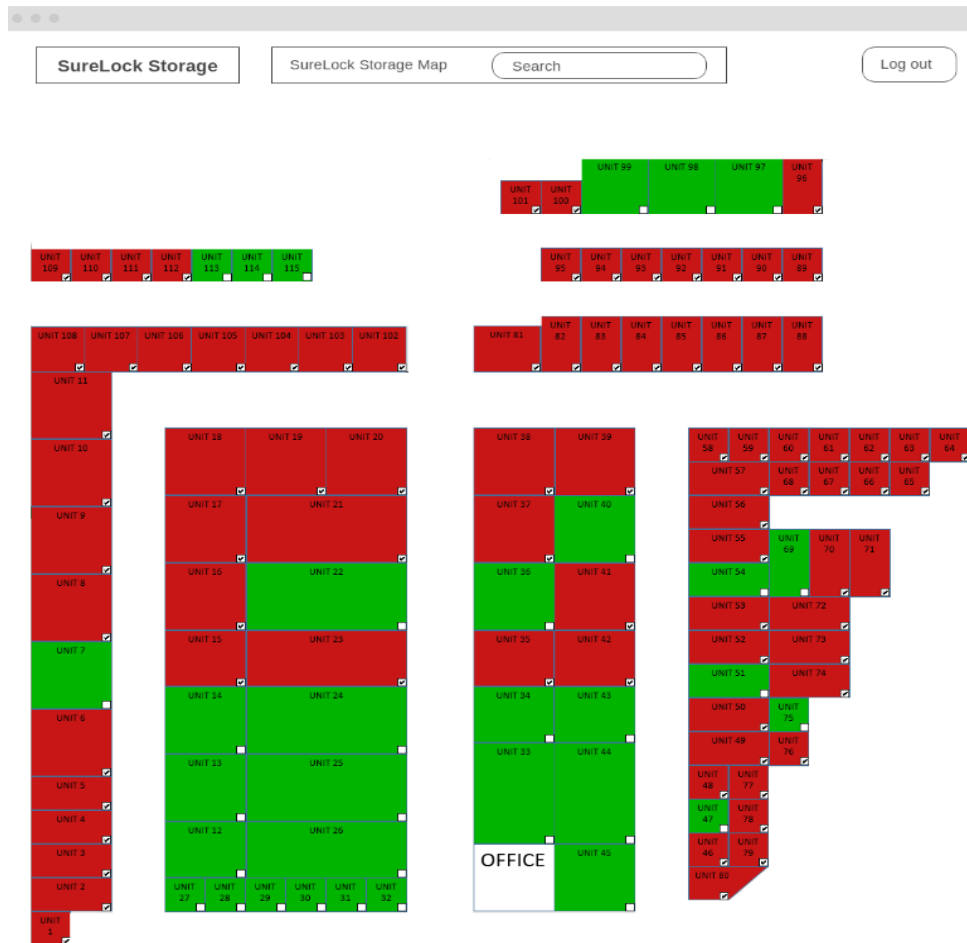 SureLock Storage
SureLock Storage Map
Search
Log out
UNIT 99
UNIT 98
UNIT 97
UNIT
96
UNIT
101
UNIT
100
UNIT
109
UNIT
110
UNIT
111
UNIT
112
UNIT
113
UNIT
114
UNIT
115
UNIT
95
UNIT
94
UNIT
93
UNIT
92
UNIT
91
UNIT
90
UNIT
89
UNIT 108
UNIT 107
UNIT 106
UNIT 105
UNIT 104
UNIT 103
UNIT 102
UNIT 81
UNIT
82
UNIT
83
UNIT
84
UNIT
85
UNIT
86
UNIT
87
UNIT
88
UNIT 11
UNIT 10
UNIT 9
UNIT 8
UNIT 7
UNIT 6
UNIT 5
UNIT 4
UNIT 3
UNIT 2
UNIT
1
UNIT 18
UNIT 19
UNIT 20
UNIT 17
UNIT 21
UNIT 16
UNIT 22
UNIT 15
UNIT 23
UNIT 14
UNIT 24
UNIT 13
UNIT 25
UNIT 12
UNIT 26
UNIT
27
UNIT
28
UNIT
29
UNIT
30
UNIT
31
UNIT
32
UNIT 38
UNIT 39
UNIT 37
UNIT 40
UNIT 36
UNIT 41
UNIT 35
UNIT 42
UNIT 34
UNIT 43
UNIT 33
UNIT 44
OFFICE
UNIT 45
UNIT
58
UNIT
59
UNIT
60
UNIT
61
UNIT
62
UNIT
63
UNIT
64
UNIT 57
UNIT
68
UNIT
67
UNIT
66
UNIT
65
UNIT 56
UNIT 55
UNIT
69
UNIT
70
UNIT
71
UNIT 54
UNIT 53
UNIT 72
UNIT 52
UNIT 73
UNIT 51
UNIT 74
UNIT 50
UNIT
75
UNIT 49
UNIT
76
UNIT
48
UNIT
77
UNIT
47
UNIT
78
UNIT
46
UNIT
79
UNIT 80